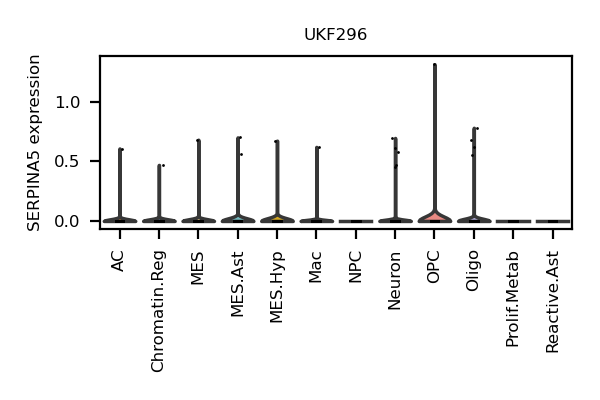 UKF296
SERPINA5 expression
1.0
0.5
0.0
AC
Chromatin.Reg
MES
MES.Ast
MES.Hyp
Mac
NPC
Neuron
OPC
Oligo
Prolif.Metab
Reactive.Ast